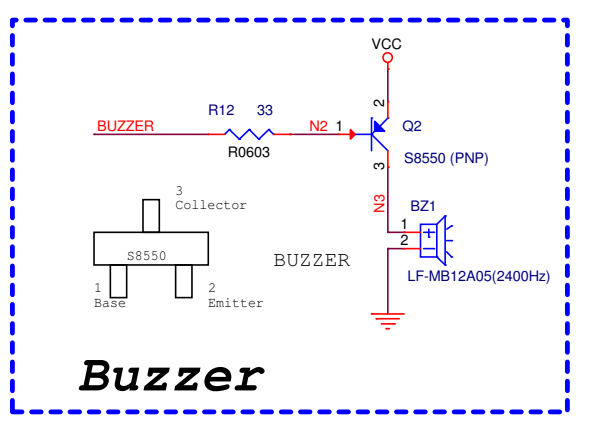 VCC
R12 33
2
BUZZER
N2 1
Q2
R0603
S8550 (PNP)
3
3
Collector
N3
BZ1
1
2
S8550
BUZZER
LF-MB12A05(2400Hz)
1
Base
2
Emitter
Buzzer